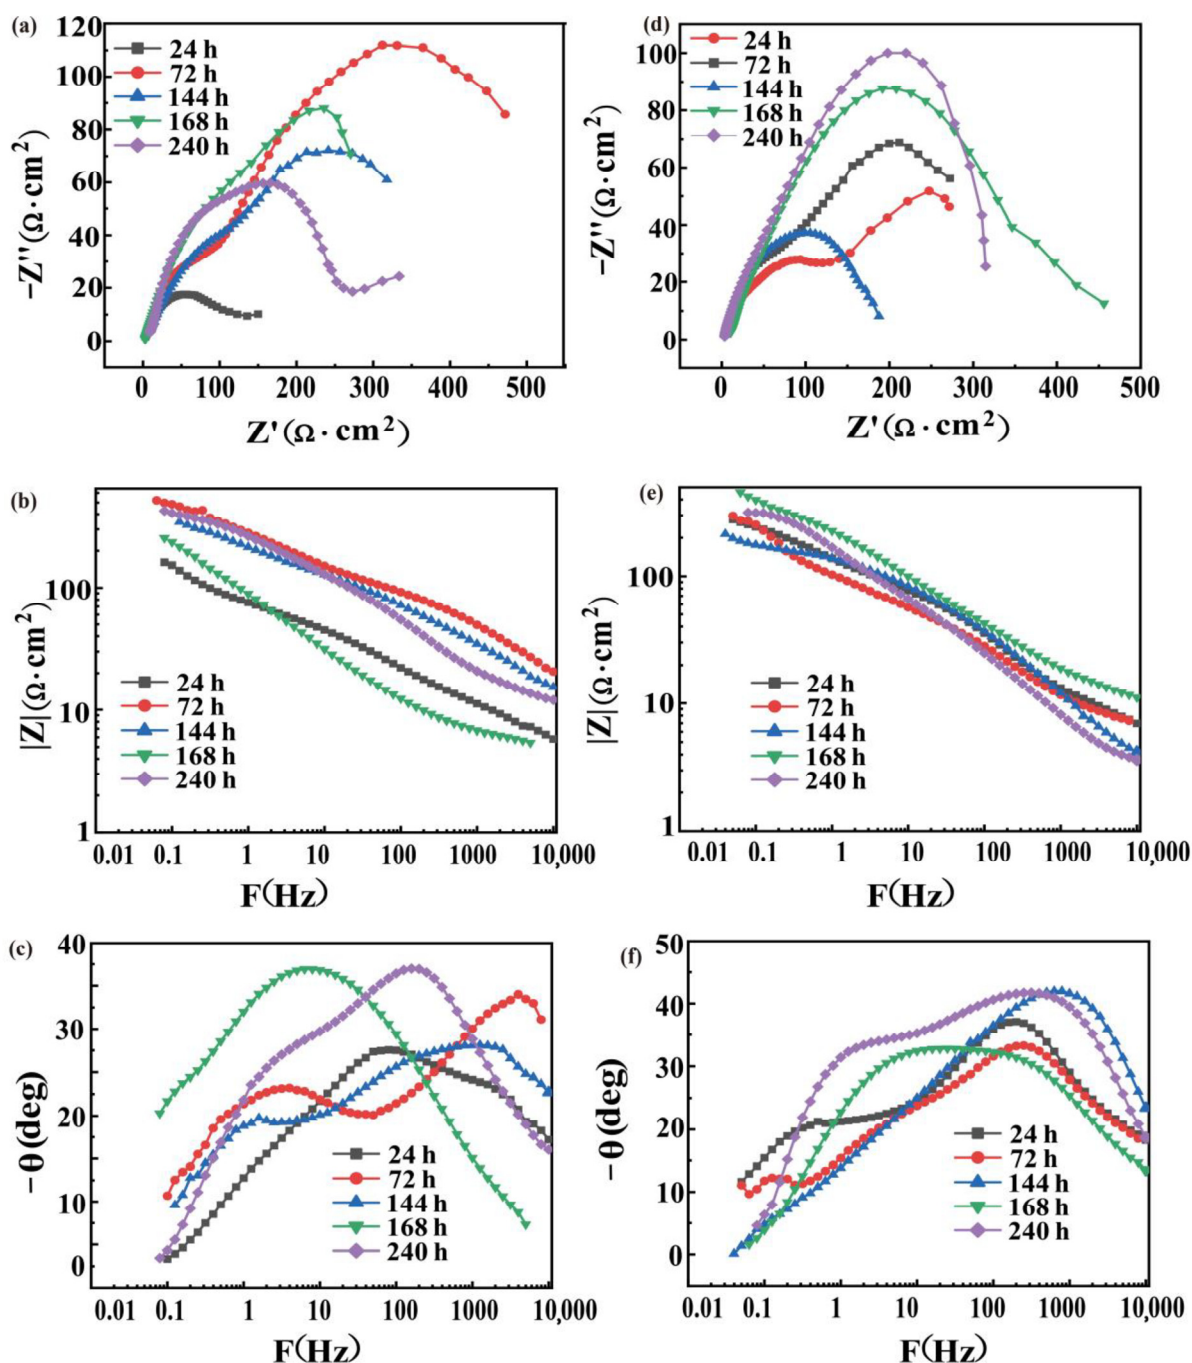 (a)
120
100
80
60
40
20
0
24 h
72 h
144 h
168 h
240 h
−Z''(Ω·cm²)
0 100 200 300 400 500
Z'(Ω·cm²)
(d)
100
80
60
40
20
0
24 h
72 h
144 h
168 h
240 h
−Z''(Ω·cm²)
0 100 200 300 400 500
Z'(Ω·cm²)
(b)
100
10
1
|Z|(Ω·cm²)
24 h
72 h
144 h
168 h
240 h
0.01 0.1 1 10 100 1000 10,000
F(Hz)
(e)
100
10
1
|Z|(Ω·cm²)
24 h
72 h
144 h
168 h
240 h
0.01 0.1 1 10 100 1000 10,000
F(Hz)
(c)
40
30
20
10
0
−θ(deg)
24 h
72 h
144 h
168 h
240 h
0.01 0.1 1 10 100 1000 10,000
F(Hz)
(f)
50
40
30
20
10
0
−θ(deg)
24 h
72 h
144 h
168 h
240 h
0.01 0.1 1 10 100 1000 10,000
F(Hz)